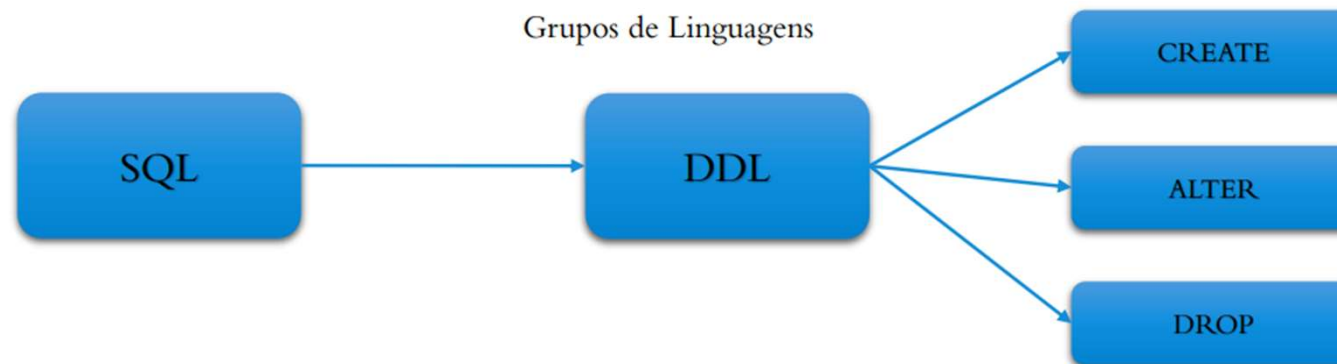 Grupos de Linguagens
SQL
DDL
CREATE
ALTER
DROP